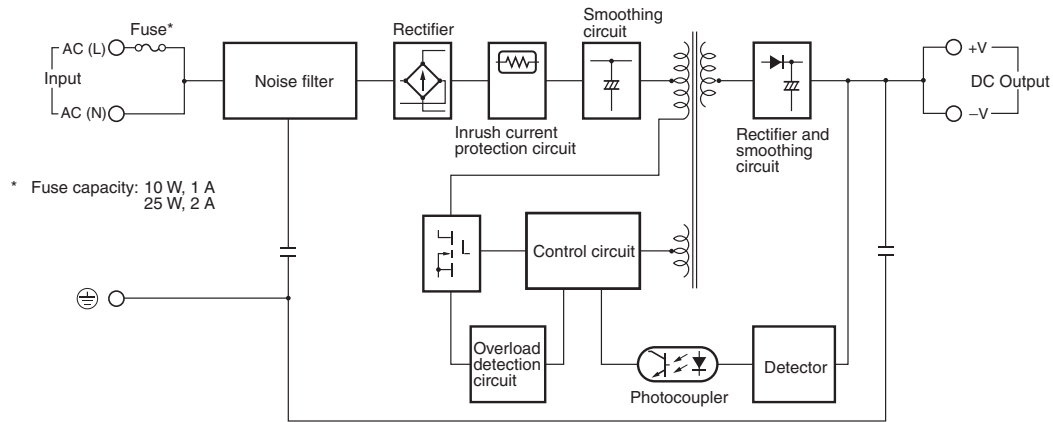 Fuse*
AC (L)
Input
AC (N)
Noise filter
Rectifier
Inrush current
protection circuit
Smoothing
circuit
Rectifier and
smoothing
circuit
+V
DC Output
−V
* Fuse capacity: 10 W, 1 A
25 W, 2 A
Control circuit
Overload
detection
circuit
Photocoupler
Detector